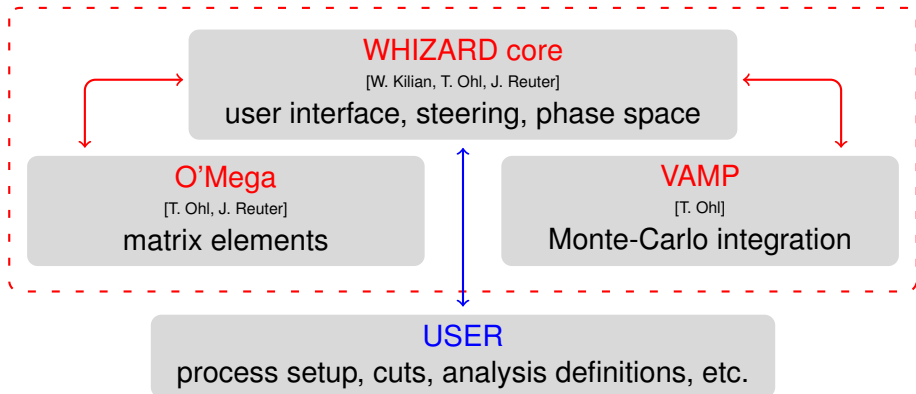 WHIZARD core
[W. Kilian, T. Ohl, J. Reuter]
user interface, steering, phase space
O'Mega
[T. Ohl, J. Reuter]
matrix elements
VAMP
[T. Ohl]
Monte-Carlo integration
USER
process setup, cuts, analysis definitions, etc.